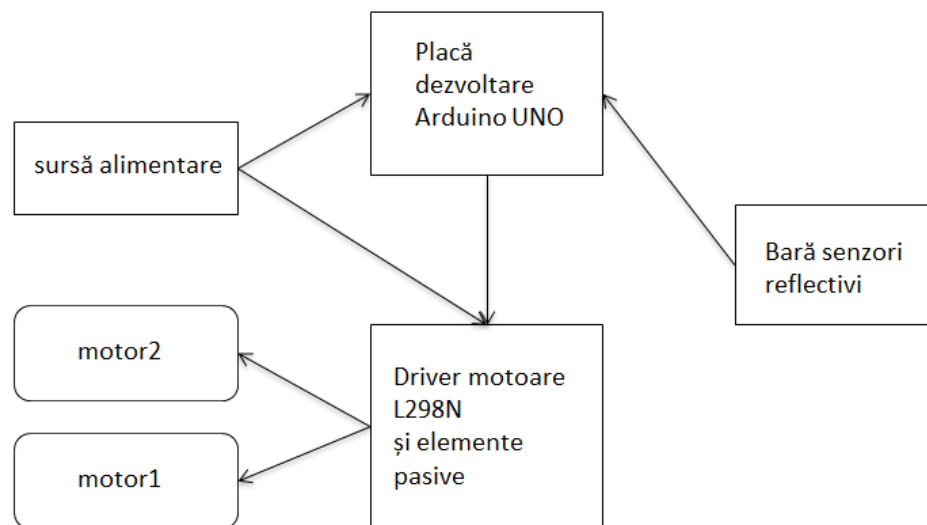 Placă
dezvoltare
Arduino UNO
sursă alimentare
Bară senzori
reflectivi
motor2
Driver motoare
L298N
și elemente
pasive
motor1